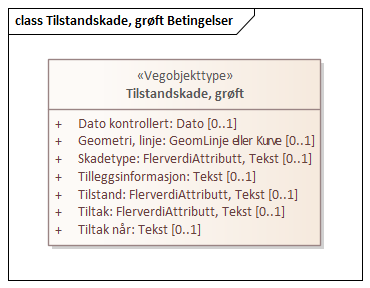 class Tilstandskade, grøft Betingelser
«Vegobjekttype»
Tilstandskade, grøft
+ Dato kontrollert: Dato [0..1]
+ Geometri, linje: GeomLinje eller Kurve [0..1]
+ Skadetype: FlerverdiAttributt, Tekst [0..1]
+ Tilleggsinformasjon: Tekst [0..1]
+ Tilstand: FlerverdiAttributt, Tekst [0..1]
+ Tiltak: FlerverdiAttributt, Tekst [0..1]
+ Tiltak når: Tekst [0..1]